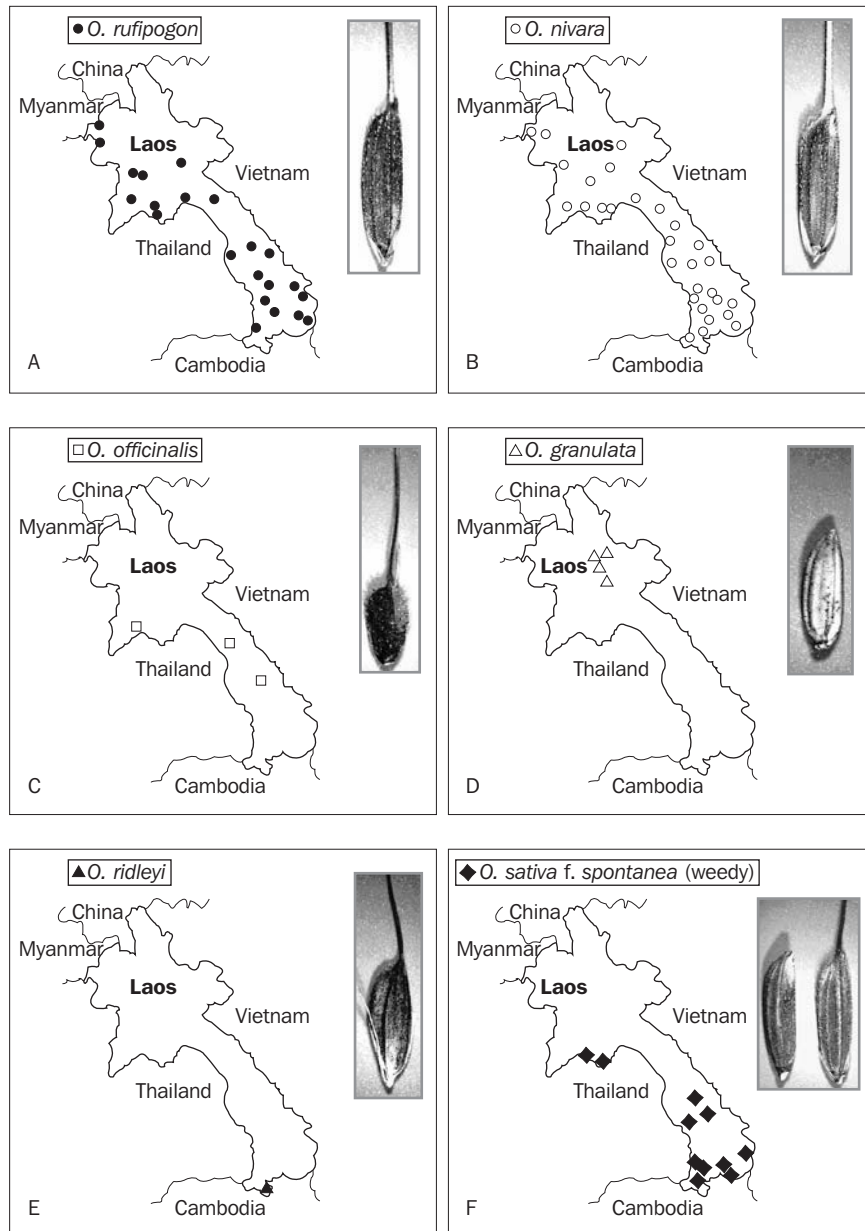 ● O. rufipogon
China
Myanmar
Laos
Vietnam
Thailand
Cambodia
A
○ O. nivara
China
Myanmar
Laos
Vietnam
Thailand
Cambodia
B
□ O. officinalis
China
Myanmar
Laos
Vietnam
Thailand
Cambodia
C
△ O. granulata
China
Myanmar
Laos
Vietnam
Thailand
Cambodia
D
▲ O. ridleyi
China
Myanmar
Laos
Vietnam
Thailand
Cambodia
E
◆ O. sativa f. spontanea (weedy)
China
Myanmar
Laos
Vietnam
Thailand
Cambodia
F